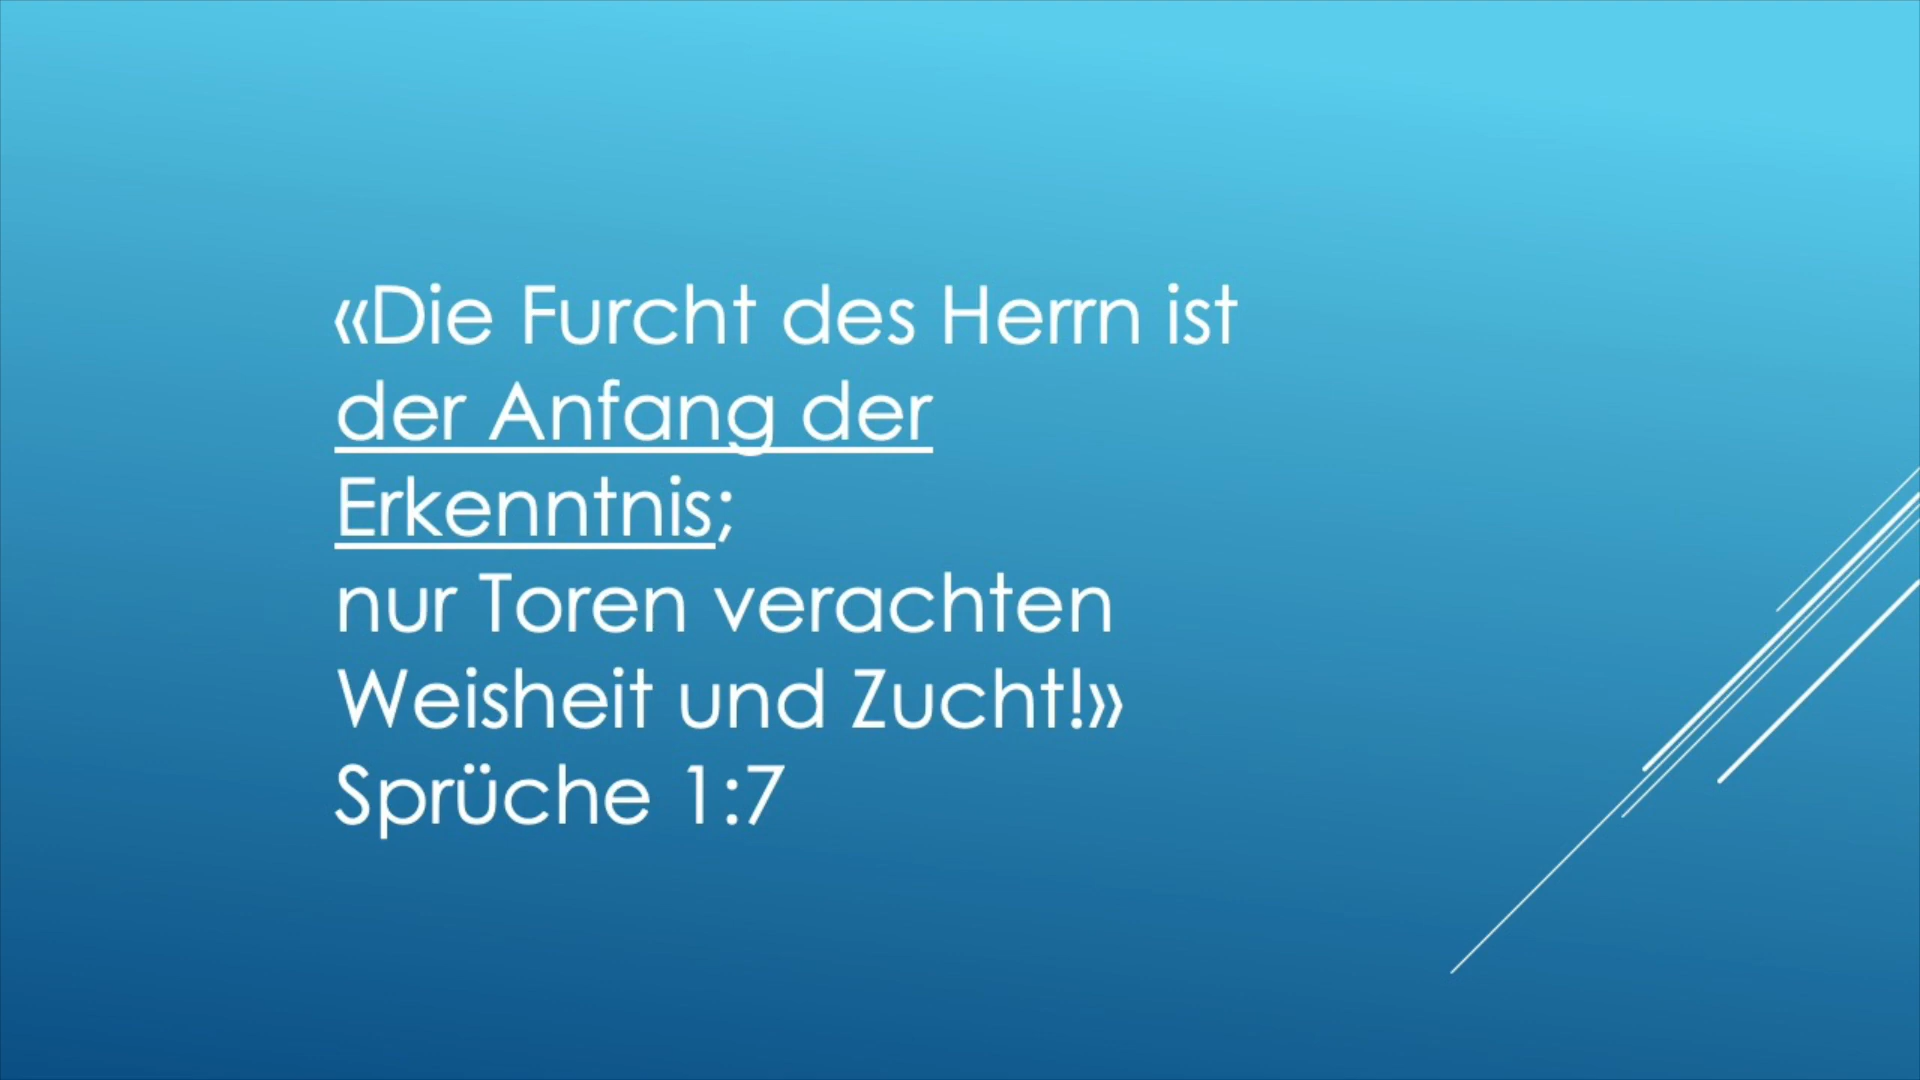 «Die Furcht des Herrn ist
der Anfang der
Erkenntnis;
nur Toren verachten
Weisheit und Zucht!»
Sprüche 1:7